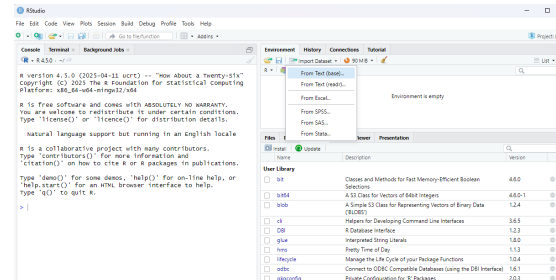 RStudio
File Edit Code View Plots Session Build Debug Profile Tools Help
Go to file/function Addins Project:
Console Terminal Background Jobs
R 4.5.0 · ~/
R version 4.5.0 (2025-04-11 ucrt) -- "How About a Twenty-Six"
Copyright (C) 2025 The R Foundation for Statistical Computing
Platform: x86_64-w64-mingw32/x64
R is free software and comes with ABSOLUTELY NO WARRANTY.
You are welcome to redistribute it under certain conditions.
Type 'license()' or 'licence()' for distribution details.
Natural language support but running in an English locale
R is a collaborative project with many contributors.
Type 'contributors()' for more information and
'citation()' on how to cite R or R packages in publications.
Type 'demo()' for some demos, 'help()' for on-line help, or
'help.start()' for an HTML browser interface to help.
Type 'q()' to quit R.
>
Environment History Connections Tutorial
Import Dataset 90 MiB List
R
From Text (base)...
From Text (readr)...
From Excel...
From SPSS...
From SAS...
From Stata...
Environment is empty
Files Viewer Presentation
Install Update
Name Description Version
User Library
bit Classes and Methods for Fast Memory-Efficient Boolean Selections 4.6.0
bit64 A S3 Class for Vectors of 64bit Integers 4.6.0-1
blob A Simple S3 Class for Representing Vectors of Binary Data ('BLOBS') 1.2.4
cli Helpers for Developing Command Line Interfaces 3.6.5
DBI R Database Interface 1.2.3
glue Interpreted String Literals 1.8.0
hms Pretty Time of Day 1.1.3
lifecycle Manage the Life Cycle of your Package Functions 1.0.4
odbc Connect to ODBC Compatible Databases (using the DBI Interface) 1.6.1
pkgconfig Private Configuration for 'R' Packages 2.0.3